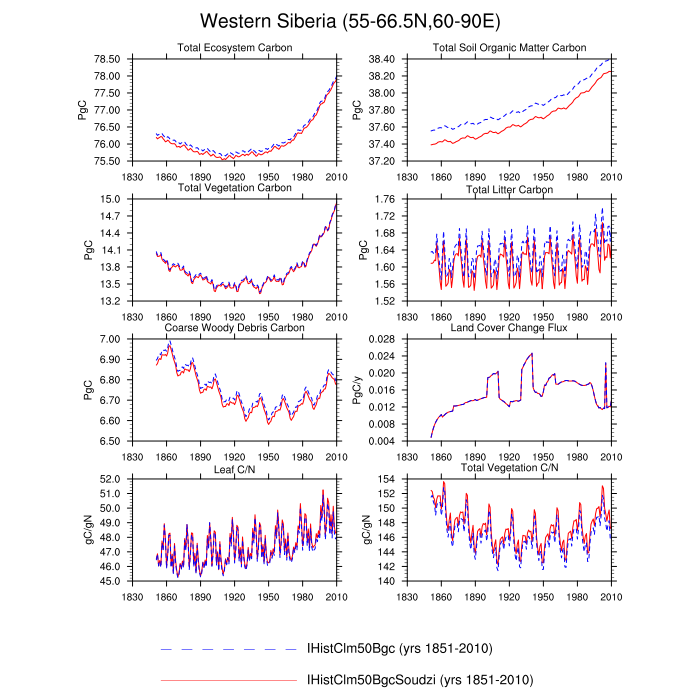 Western Siberia (55-66.5N,60-90E)
Total Ecosystem Carbon
78.50
78.00
77.50
77.00
76.50
76.00
75.50
PgC
1830 1860 1890 1920 1950 1980 2010
Total Soil Organic Matter Carbon
38.40
38.20
38.00
37.80
37.60
37.40
37.20
PgC
1830 1860 1890 1920 1950 1980 2010
Total Vegetation Carbon
15.0
14.7
14.4
14.1
13.8
13.5
13.2
PgC
1830 1860 1890 1920 1950 1980 2010
Total Litter Carbon
1.76
1.72
1.68
1.64
1.60
1.56
1.52
PgC
1830 1860 1890 1920 1950 1980 2010
Coarse Woody Debris Carbon
7.00
6.90
6.80
6.70
6.60
6.50
PgC
1830 1860 1890 1920 1950 1980 2010
Land Cover Change Flux
0.028
0.024
0.020
0.016
0.012
0.008
0.004
PgC/y
1830 1860 1890 1920 1950 1980 2010
Leaf C/N
52.0
51.0
50.0
49.0
48.0
47.0
46.0
45.0
gC/gN
1830 1860 1890 1920 1950 1980 2010
Total Vegetation C/N
154
152
150
148
146
144
142
140
gC/gN
1830 1860 1890 1920 1950 1980 2010
IHistClm50Bgc (yrs 1851-2010)
IHistClm50BgcSoudzi (yrs 1851-2010)